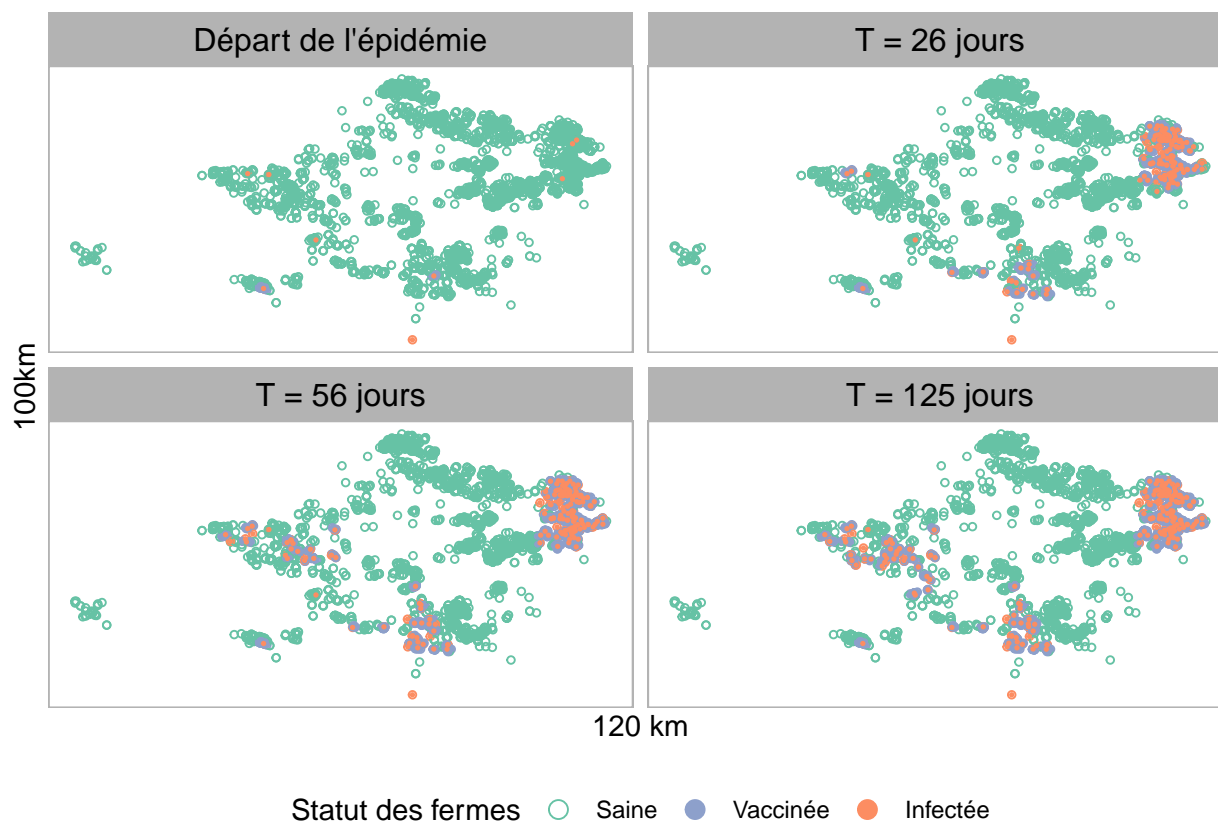 Départ de l'épidémie
T = 26 jours
T = 56 jours
T = 125 jours
100km
120 km
Statut des fermes Saine Vaccinée Infectée